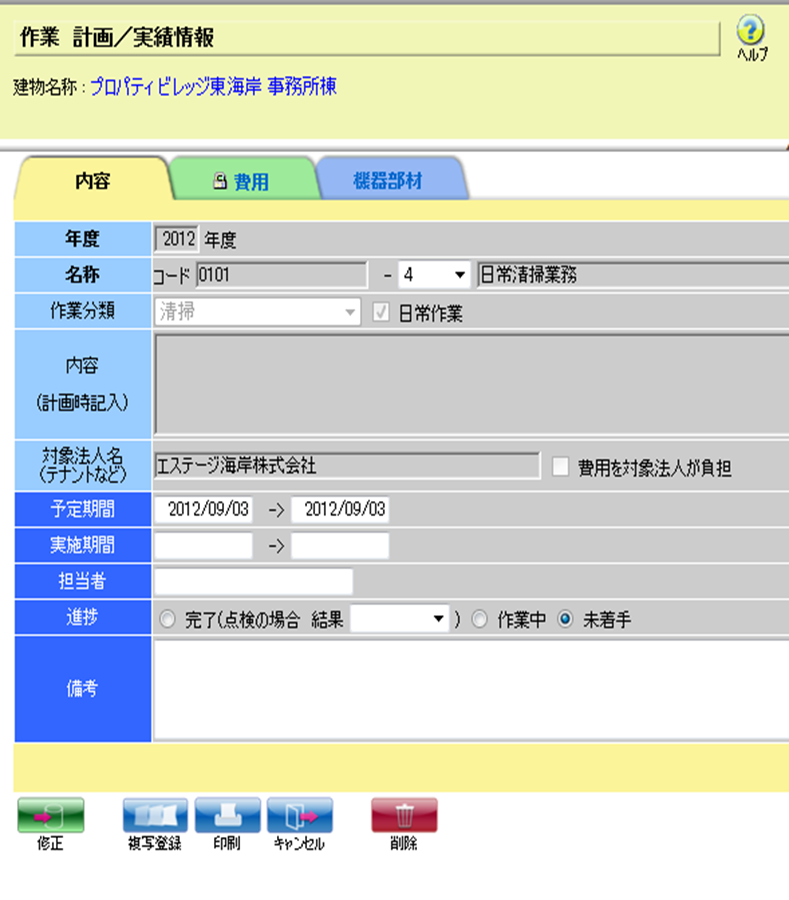 作業 計画／実績情報
ヘルプ
建物名称：プロパティビレッジ東海岸 事務所棟
内容 費用 機器部材
年度 2012 年度
名称 コード 0101 - 4 日常清掃業務
作業分類 清掃 日常作業
内容
(計画時記入)
対象法人名
(テナントなど)
エステージ海岸株式会社 費用を対象法人が負担
予定期間 2012/09/03 -> 2012/09/03
実施期間 ->
担当者
進捗 完了(点検の場合 結果 ) 作業中 未着手
備考
修正 複写登録 印刷 キャンセル 削除